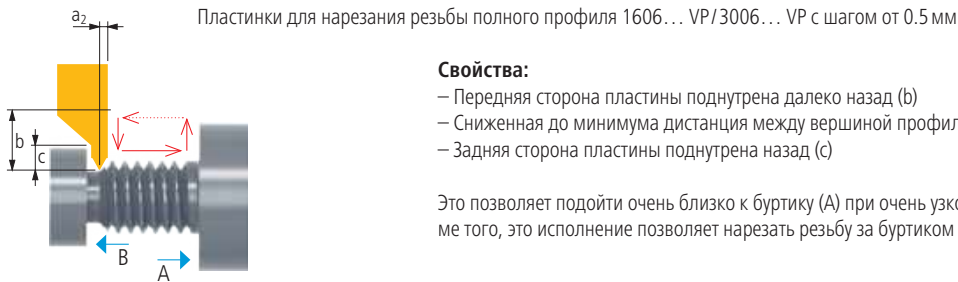 a2
Пластинки для нарезания резьбы полного профиля 1606… VP/3006… VP с шагом от 0.5 мм
Свойства:
– Передняя сторона пластины поднутрена далеко назад (b)
– Сниженная до минимума дистанция между вершиной
– Задняя сторона пластины поднутрена назад (c)
Это позволяет подойти очень близко к буртику (A) при очень
ме того, это исполнение позволяет нарезать резьбу за буртиком
b
c
B
A